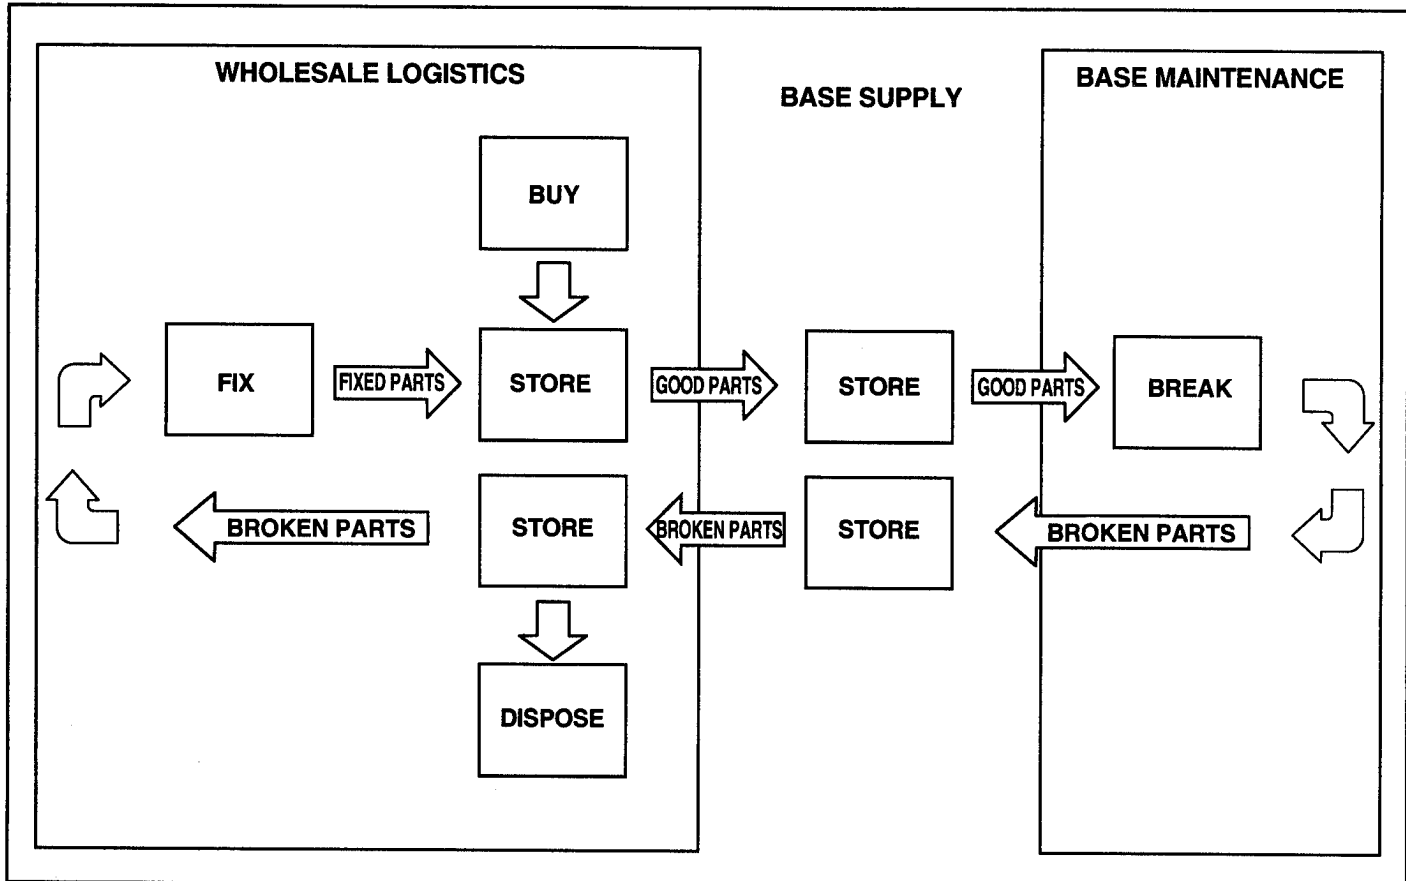 WHOLESALE LOGISTICS
BASE SUPPLY
BASE MAINTENANCE
BUY
FIX
FIXED PARTS
STORE
GOOD PARTS
STORE
GOOD PARTS
BREAK
BROKEN PARTS
STORE
BROKEN PARTS
STORE
BROKEN PARTS
DISPOSE